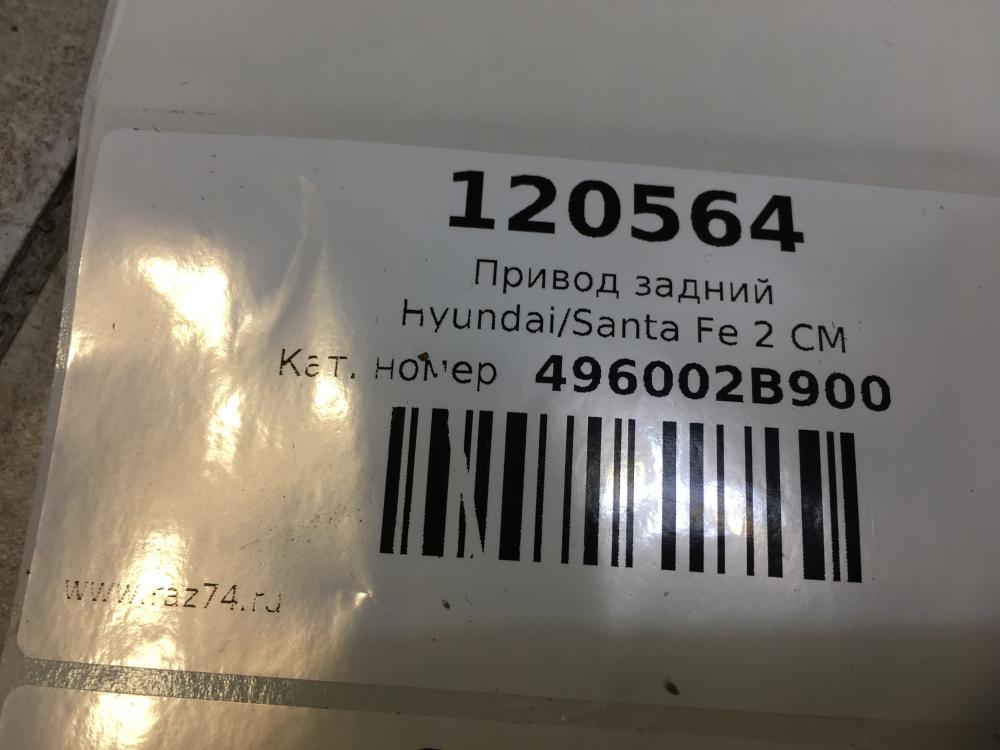 120564
Привод задний
Hyundai/Santa Fe 2 CM
Кат. номер 496002B900
www.raz74.ru